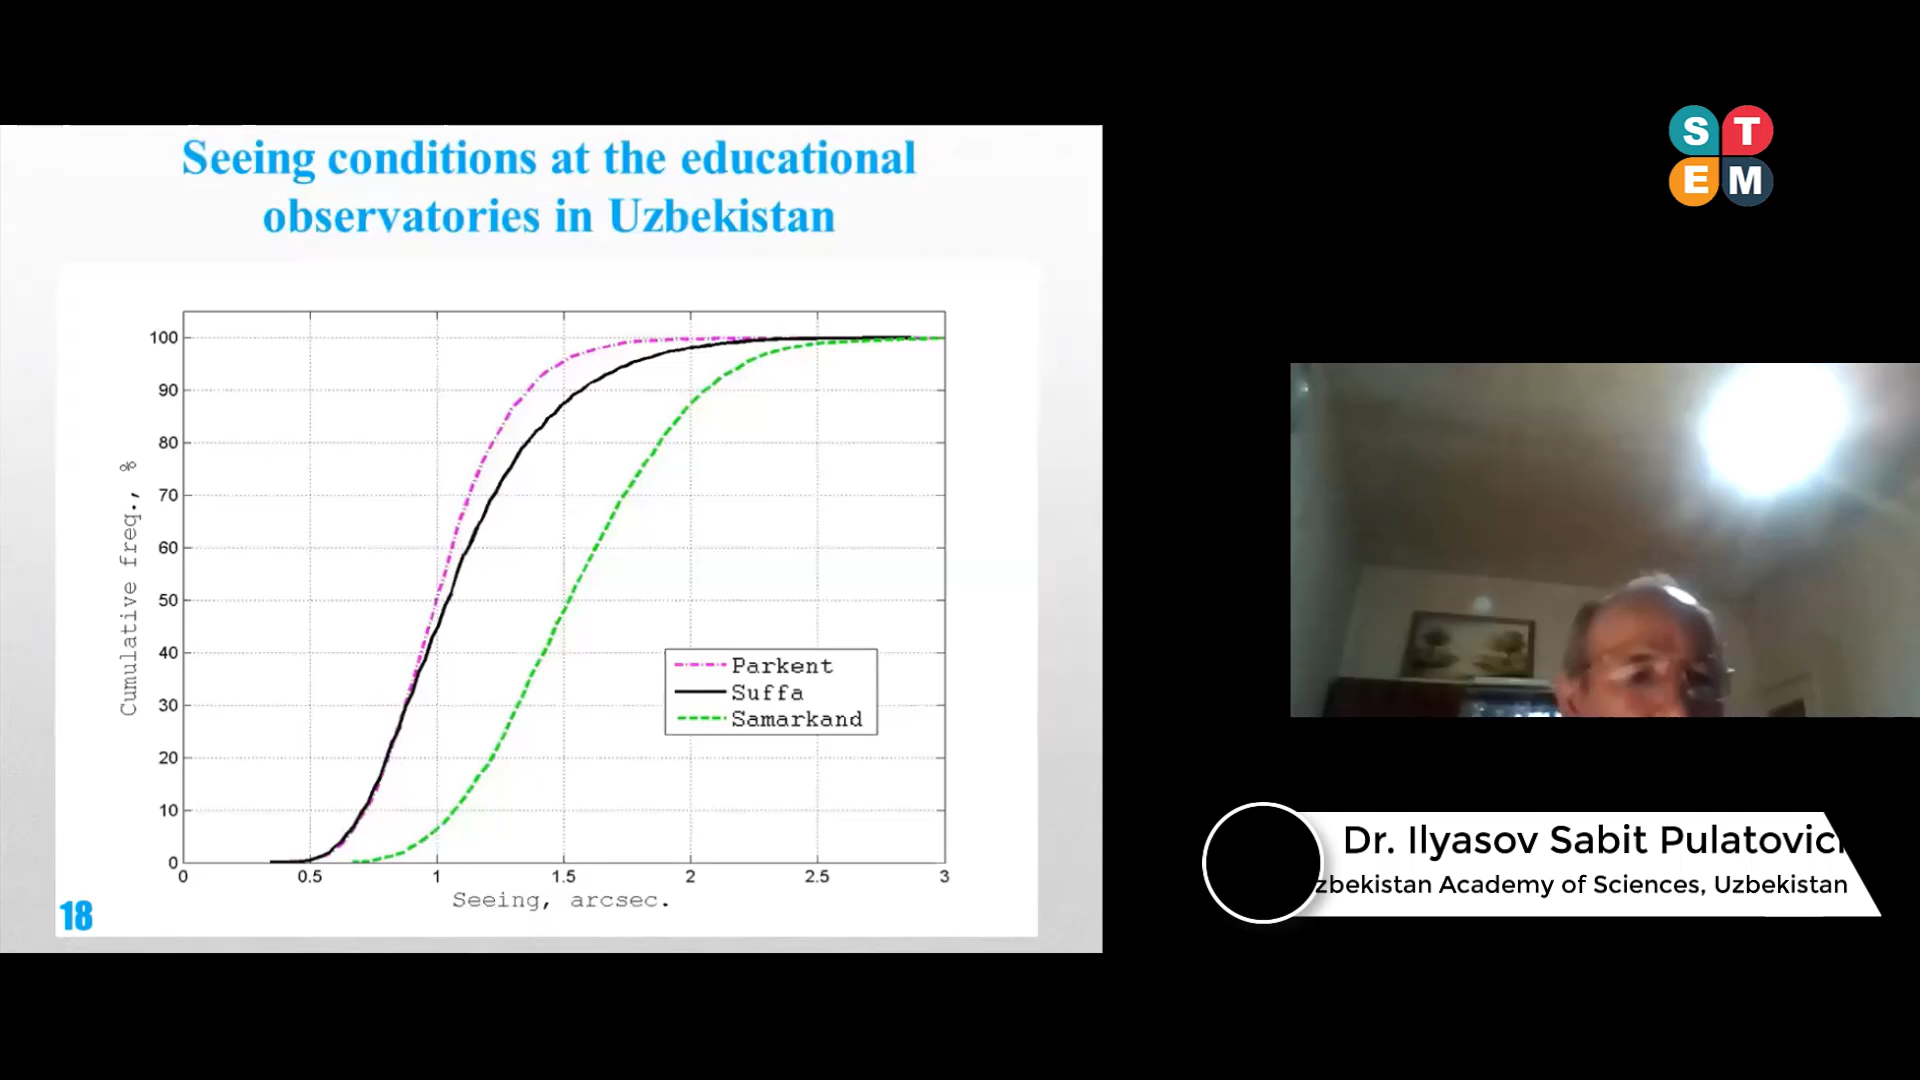 Seeing conditions at the educational
observatories in Uzbekistan
100
90
80
70
60
50
40
30
20
10
0
Cumulative freq., %
0 0.5 1 1.5 2 2.5 3
Seeing, arcsec.
Parkent
Suffa
Samarkand
18
S T
E M
Dr. Ilyasov Sabit Pulatovic
zbekistan Academy of Sciences, Uzbekistan